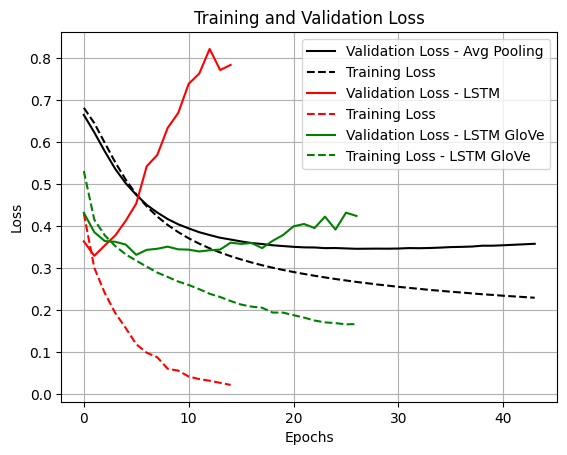 Training and Validation Loss
Validation Loss - Avg Pooling
Training Loss
Validation Loss - LSTM
Training Loss
Validation Loss - LSTM GloVe
Training Loss - LSTM GloVe
Loss
0.8
0.7
0.6
0.5
0.4
0.3
0.2
0.1
0.0
0 10 20 30 40
Epochs